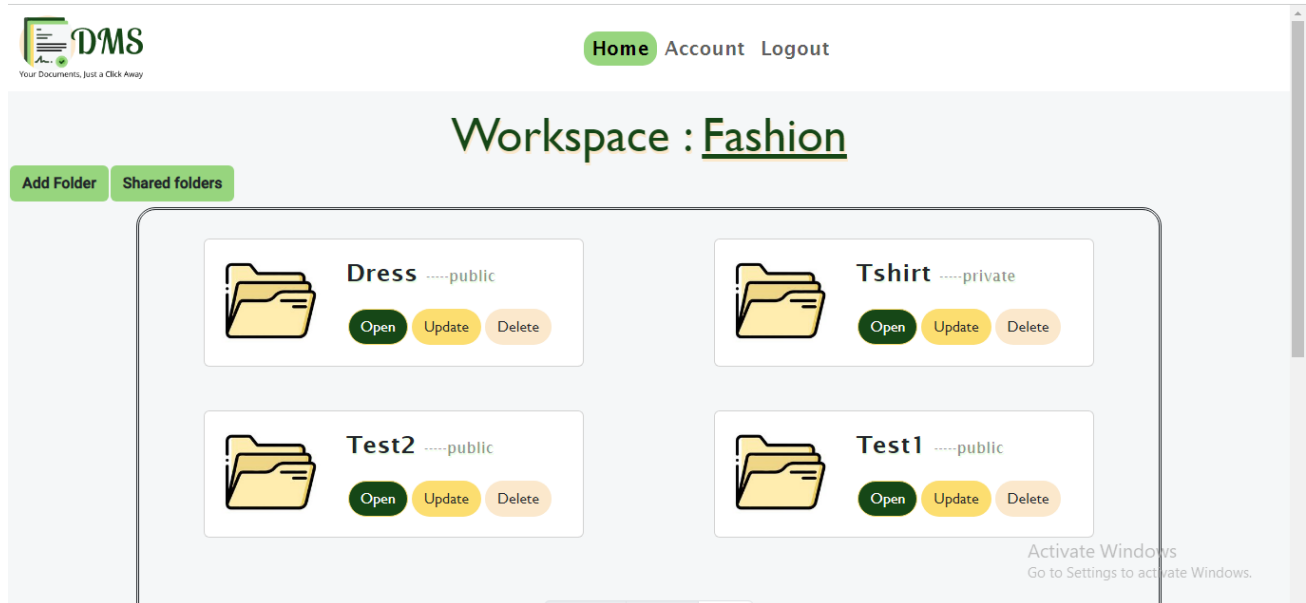 DMS
Your Documents, Just a Click Away
Home Account Logout
Workspace : Fashion
Add Folder Shared folders
Dress -----public
Open Update Delete
Tshirt -----private
Open Update Delete
Test2 -----public
Open Update Delete
Test1 -----public
Open Update Delete
Activate Windows
Go to Settings to activate Windows.